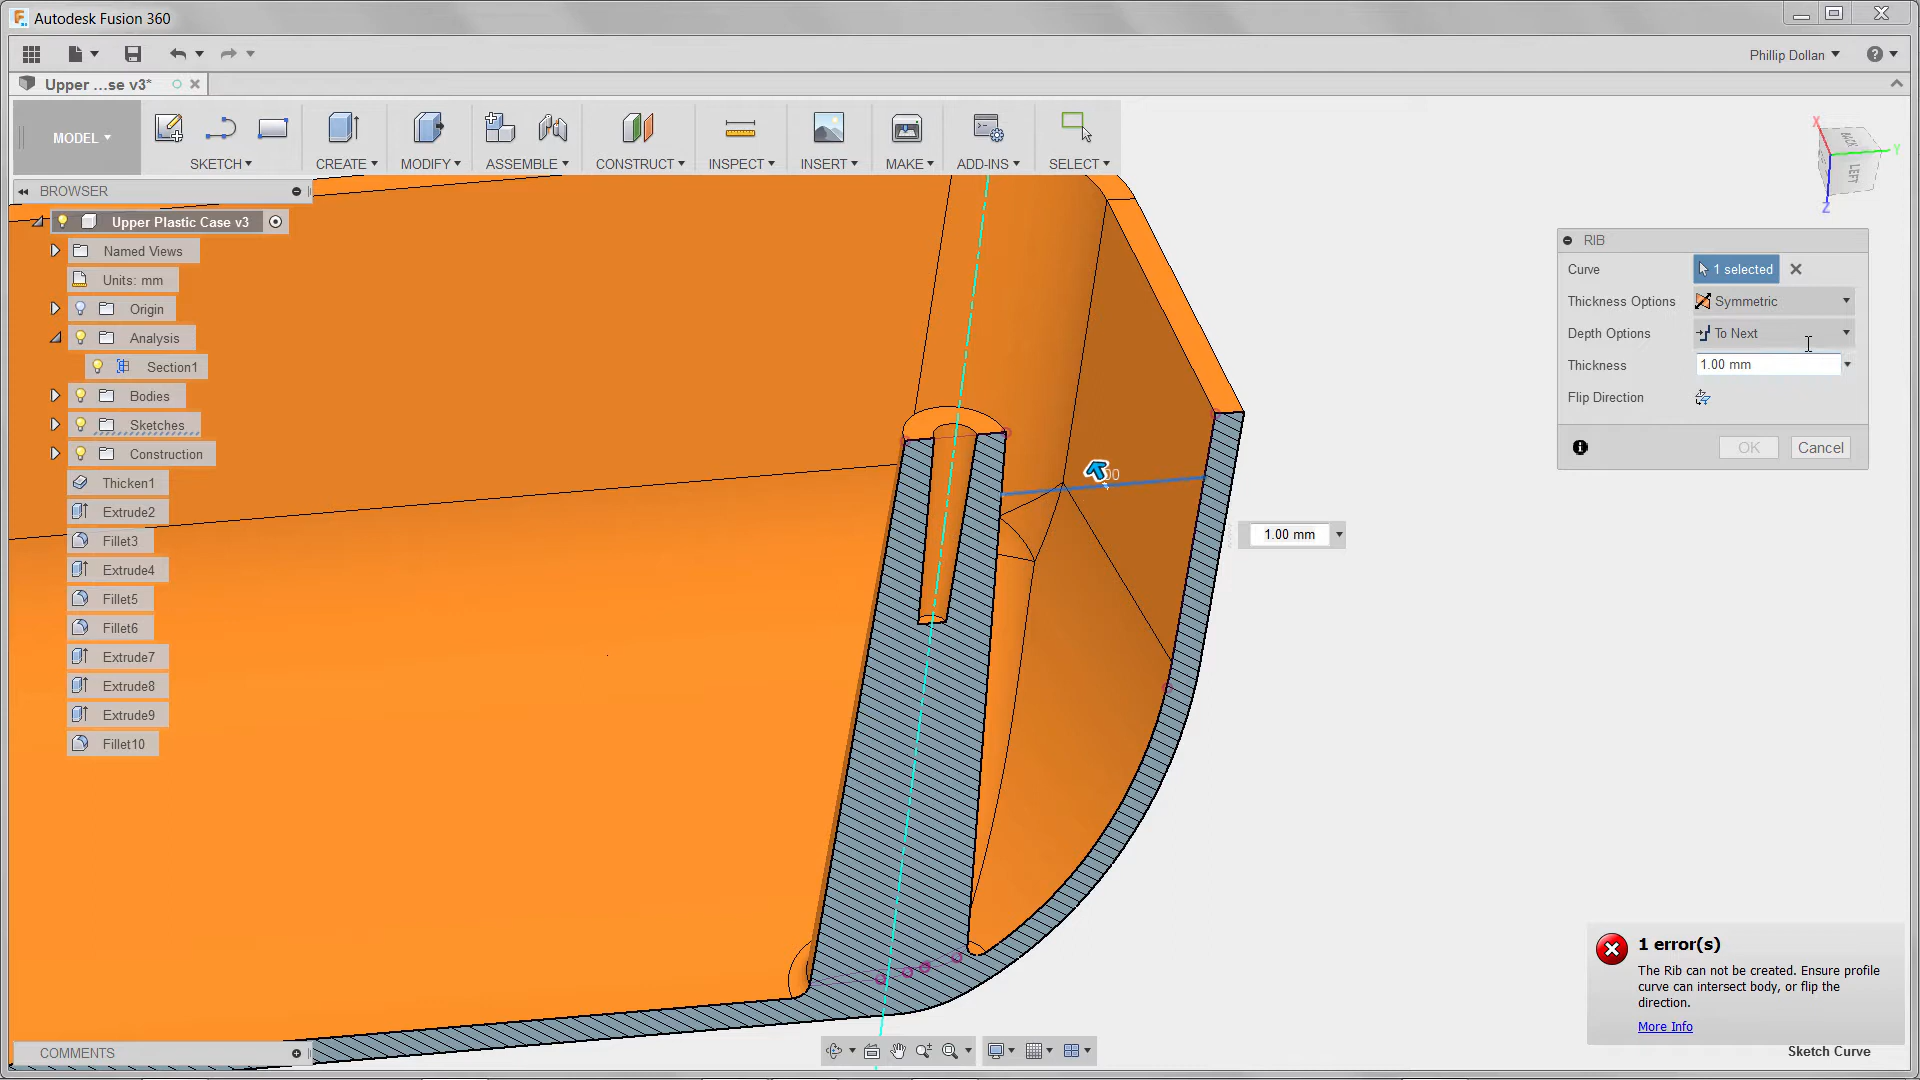 Autodesk Fusion 360
Phillip Dollan
Upper ...se v3*
MODEL
SKETCH
CREATE
MODIFY
ASSEMBLE
CONSTRUCT
INSPECT
INSERT
MAKE
ADD-INS
SELECT
X
Y
Z
BACK
LEFT
BROWSER
Upper Plastic Case v3
Named Views
Units: mm
Origin
Analysis
Section1
Bodies
Sketches
Construction
Thicken1
Extrude2
Fillet3
Extrude4
Fillet5
Fillet6
Extrude7
Extrude8
Extrude9
Fillet10
RIB
Curve 1 selected
Thickness Options Symmetric
Depth Options To Next
Thickness 1.00 mm
Flip Direction
OK Cancel
1.00 mm
1 error(s)
The Rib can not be created. Ensure profile
curve can intersect body, or flip the
direction.
More Info
COMMENTS
Sketch Curve